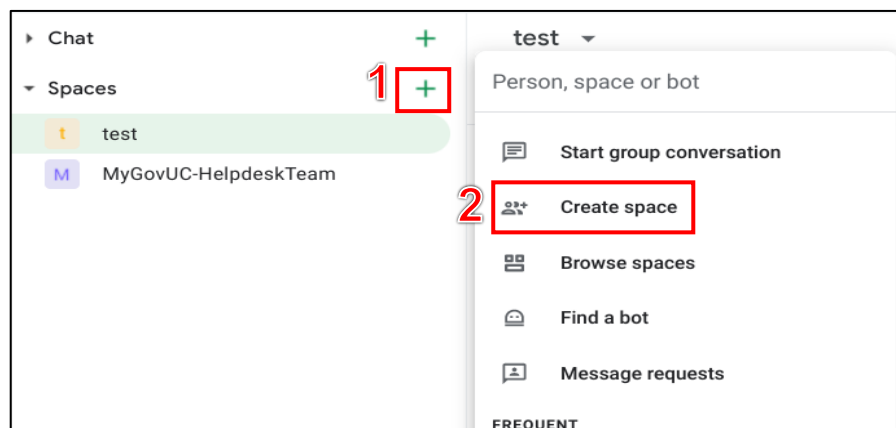 Chat
Spaces
1
t test
M MyGovUC-HelpdeskTeam
test
Person, space or bot
Start group conversation
2
Create space
Browse spaces
Find a bot
Message requests
FREQUENT